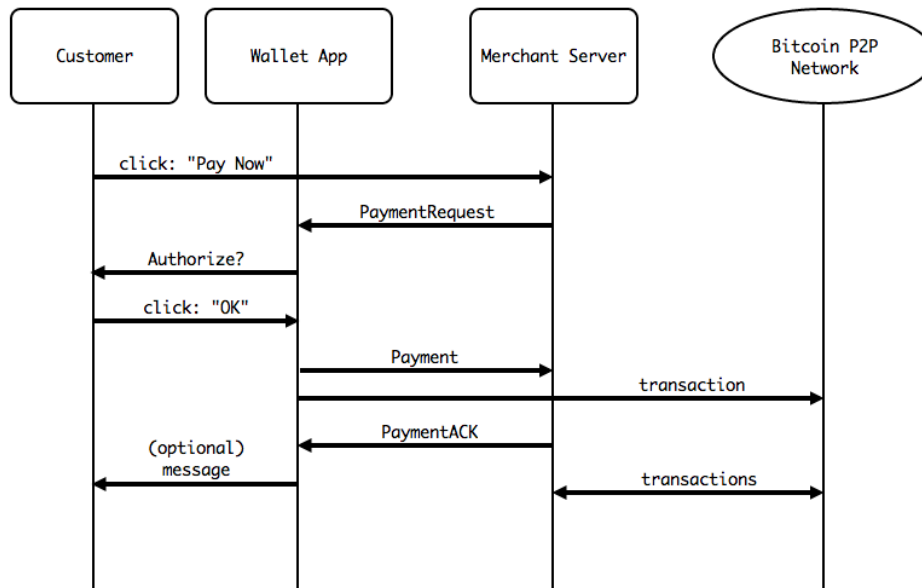 Customer
Wallet App
Merchant Server
Bitcoin P2P
Network
click: "Pay Now"
PaymentRequest
Authorize?
click: "OK"
Payment
transaction
PaymentACK
(optional)
message
transactions